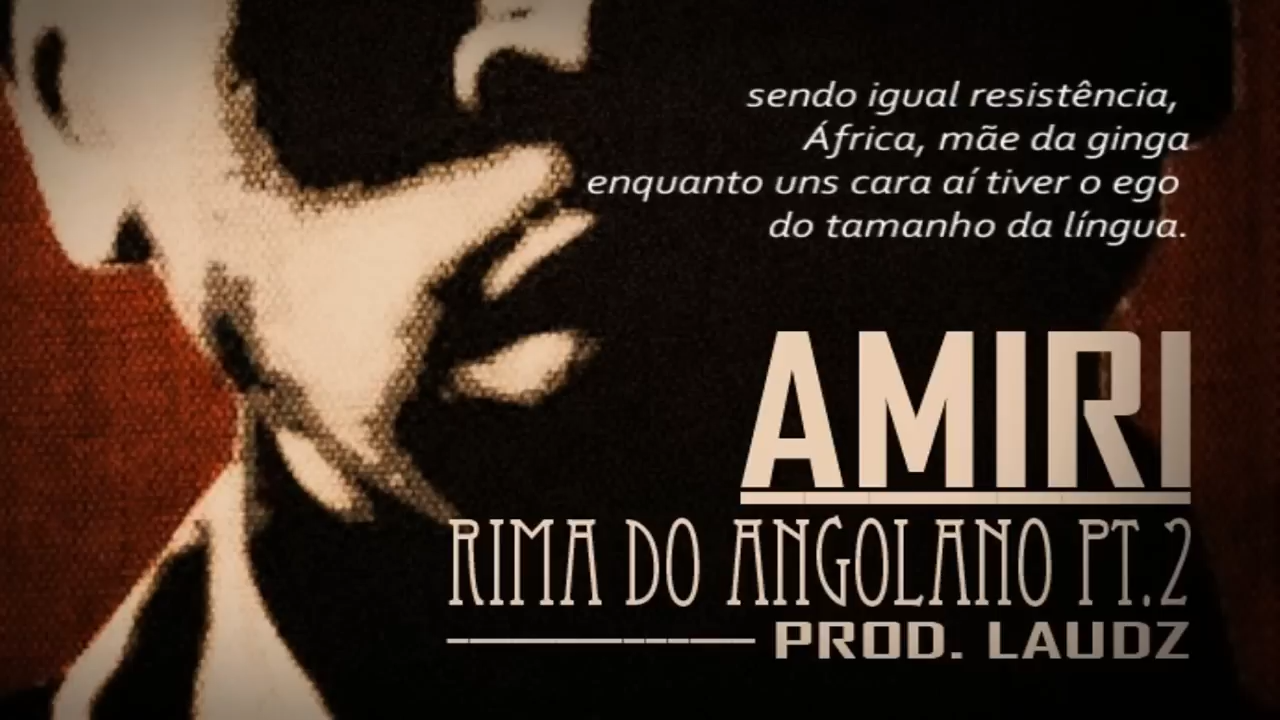 sendo igual resistência,
África, mãe da ginga
enquanto uns cara aí tiver o ego
do tamanho da língua.
AMIRI
RIMA DO ANGOLANO PT.2
PROD. LAUDZ